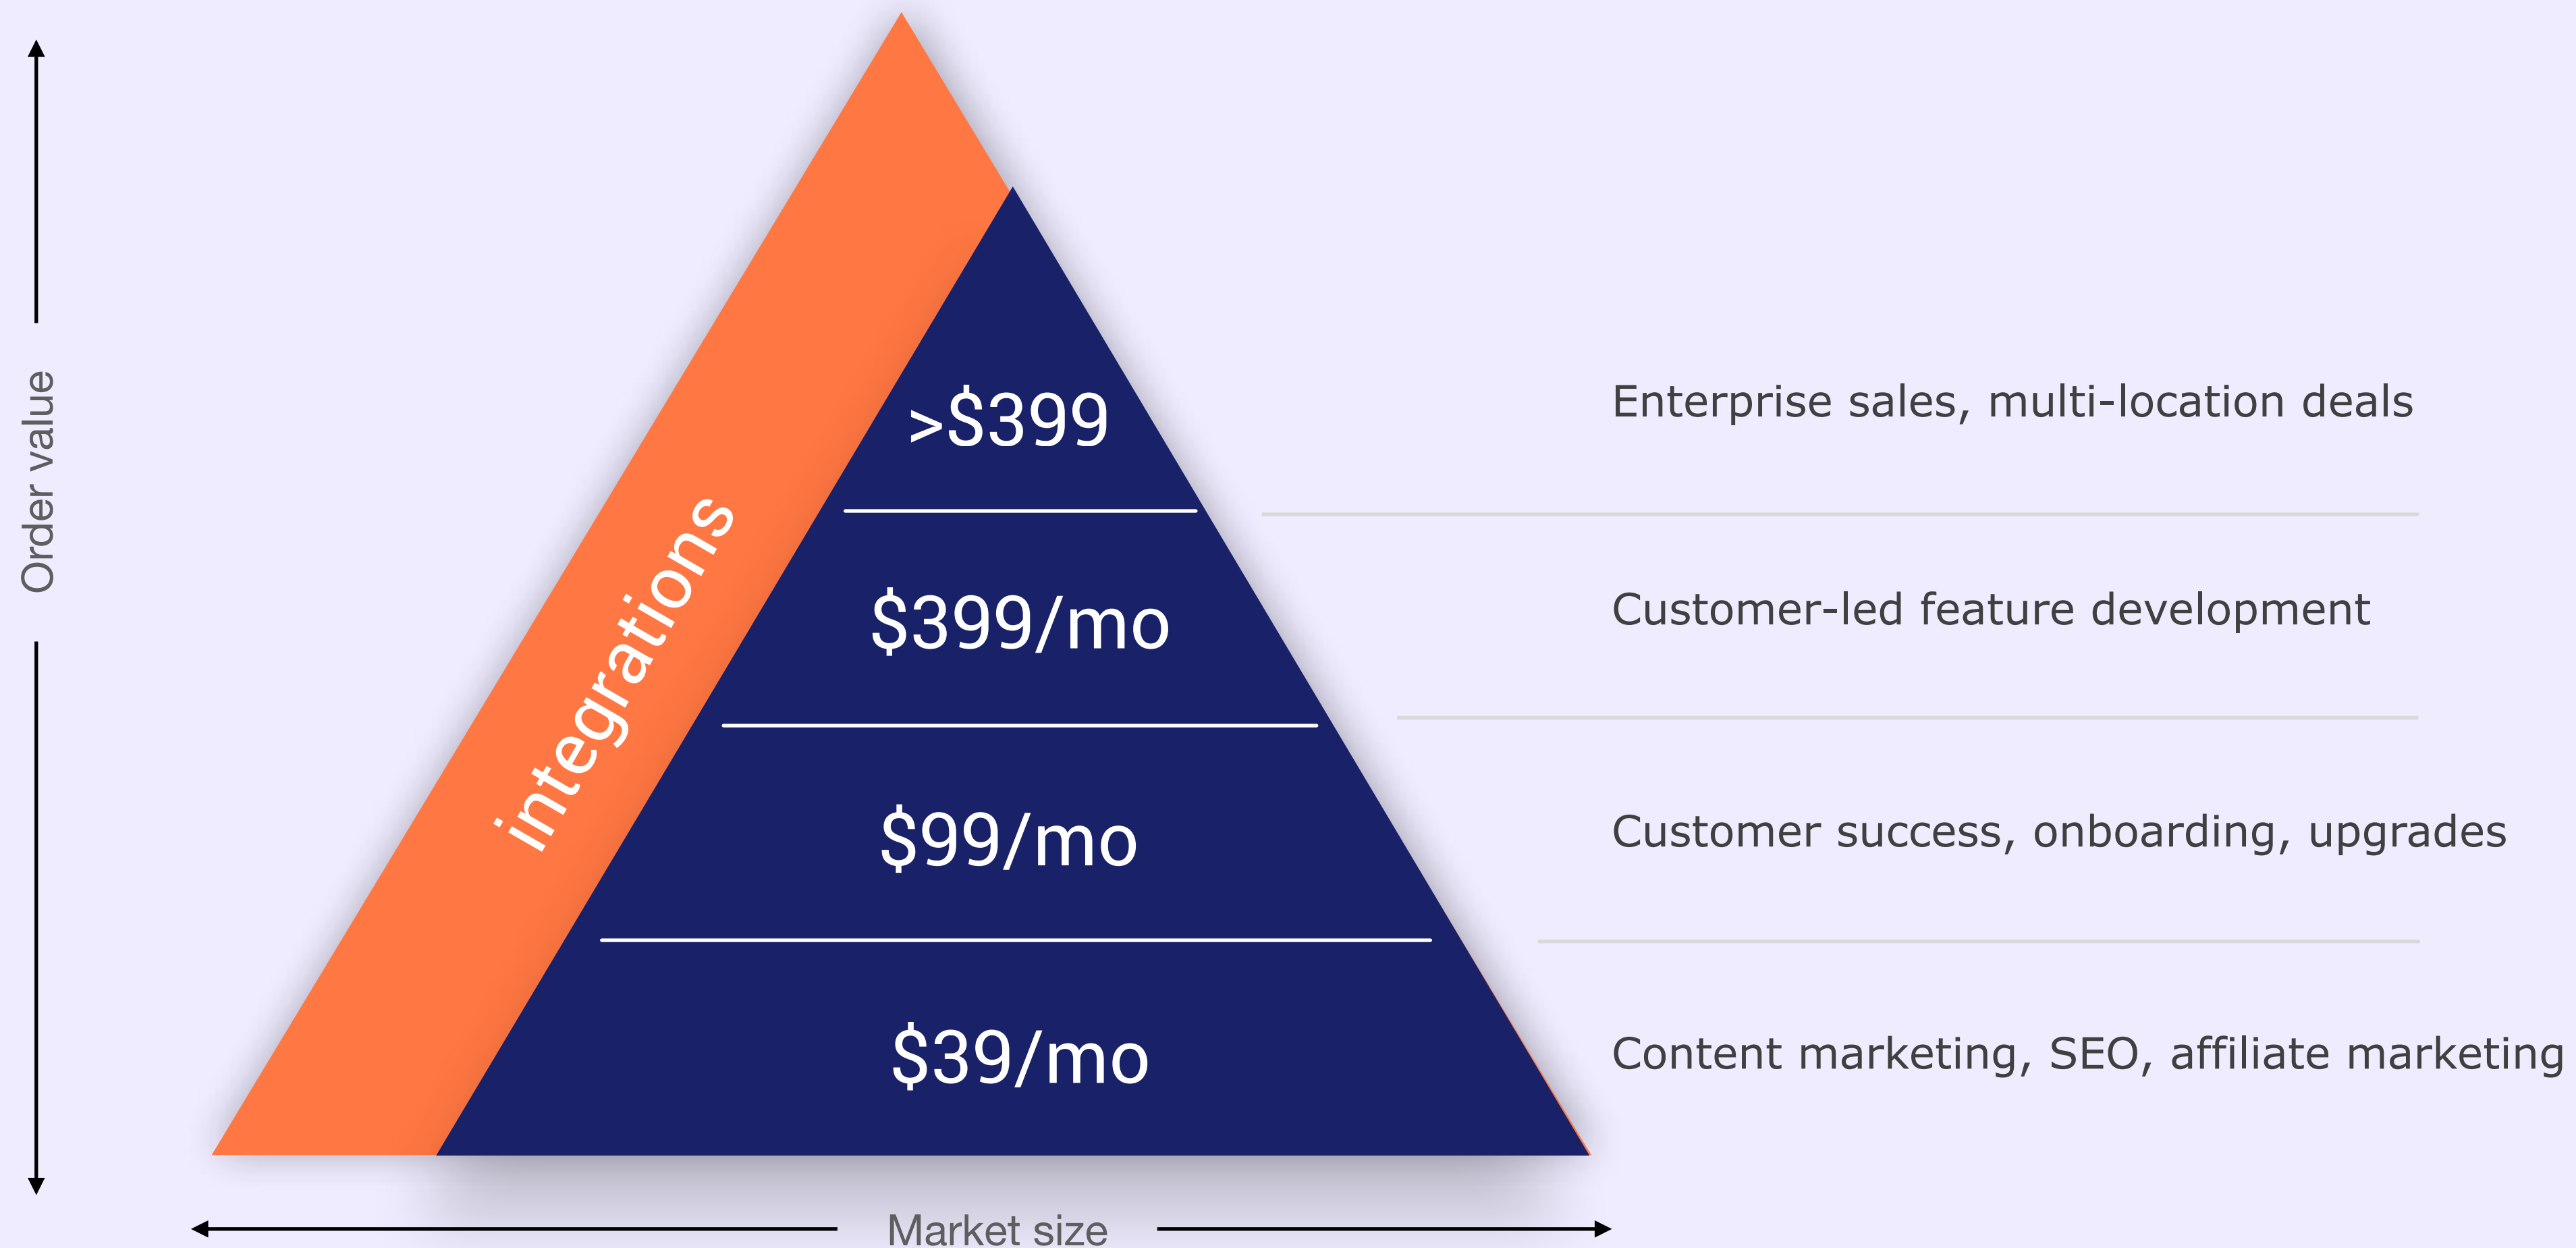 Order value
integrations
>$399
Enterprise sales, multi-location deals
$399/mo
Customer-led feature development
$99/mo
Customer success, onboarding, upgrades
$39/mo
Content marketing, SEO, affiliate marketing
Market size